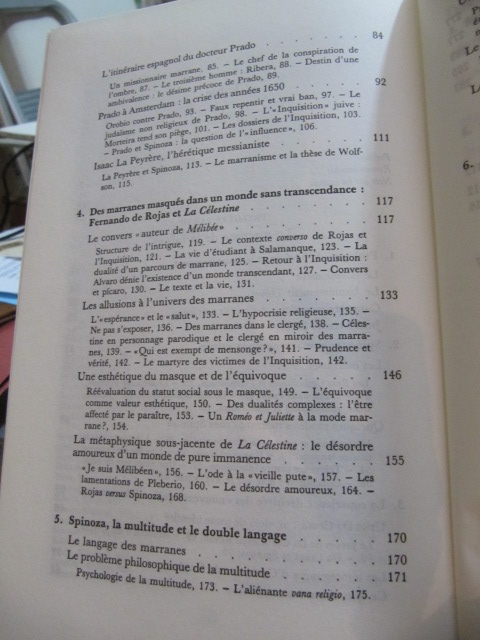 L'itinéraire espagnol du docteur Prado . . . . . . . 84
Un missionnaire marrane, 85. – Le chef de la conspiration de
l'ombre, 87. – Le troisième homme : Ribera, 88. – Destin d'une
ambivalence : le déisme précoce de Prado, 89.
Prado à Amsterdam : la crise des années 1650 . . . . . 92
Orobio contre Prado, 93. – Faux repentir et vrai ban, 97. – Le
judaïsme non religieux de Prado, 98. – L'«Inquisition» juive :
Morteira tend son piège, 101. – Les dossiers de l'Inquisition, 103.
– Prado et Spinoza : la question de l'«influence», 106.
Isaac La Peyrère, l'hérétique messianiste . . . . . . 111
La Peyrère et Spinoza, 113. – Le marranisme et la thèse de Wolf-
son, 115.
4. Des marranes masqués dans un monde sans transcendance :
Fernando de Rojas et La Célestine . . . . . . . 117
Le convers «auteur de Mélibée» . . . . . . . 117
Structure de l'intrigue, 119. – Le contexte converso de Rojas et
l'Inquisition, 121. – La vie d'étudiant à Salamanque, 123. – La
dualité d'un parcours de marrane, 125. – Retour à l'Inquisition :
Alvaro dénie l'existence d'un monde transcendant, 127. – Convers
et pícaro, 130. – Le texte et la vie, 131.
Les allusions à l'univers des marranes . . . . . . 133
L'«espérance» et le «salut», 133. – L'hypocrisie religieuse, 135. –
Ne pas s'exposer, 136. – Des marranes dans le clergé, 138. – Céles-
tine en personnage parodique et le clergé en miroir des marra-
nes, 139. – «Qui est exempt de mensonge?», 141. – Prudence et
vérité, 142. – Le martyre des victimes de l'Inquisition, 142.
Une esthétique du masque et de l'équivoque . . . . . 146
Réévaluation du statut social sous le masque, 149. – L'équivoque
comme valeur esthétique, 150. – Des dualités complexes : l'être
affecté par le paraître, 153. – Un Roméo et Juliette à la mode mar-
rane?, 154.
La métaphysique sous-jacente de La Célestine : le désordre
amoureux d'un monde de pure immanence . . . . . 155
«Je suis Mélibéen», 156. – L'ode à la «vieille pute», 157. – Les
lamentations de Pleberio, 160. – Le désordre amoureux, 164. –
Rojas versus Spinoza, 168.
5. Spinoza, la multitude et le double langage . . . . . 170
Le langage des marranes . . . . . . . . 170
Le problème philosophique de la multitude . . . . . 171
Psychologie de la multitude, 173. – L'aliénante vana religio, 175.